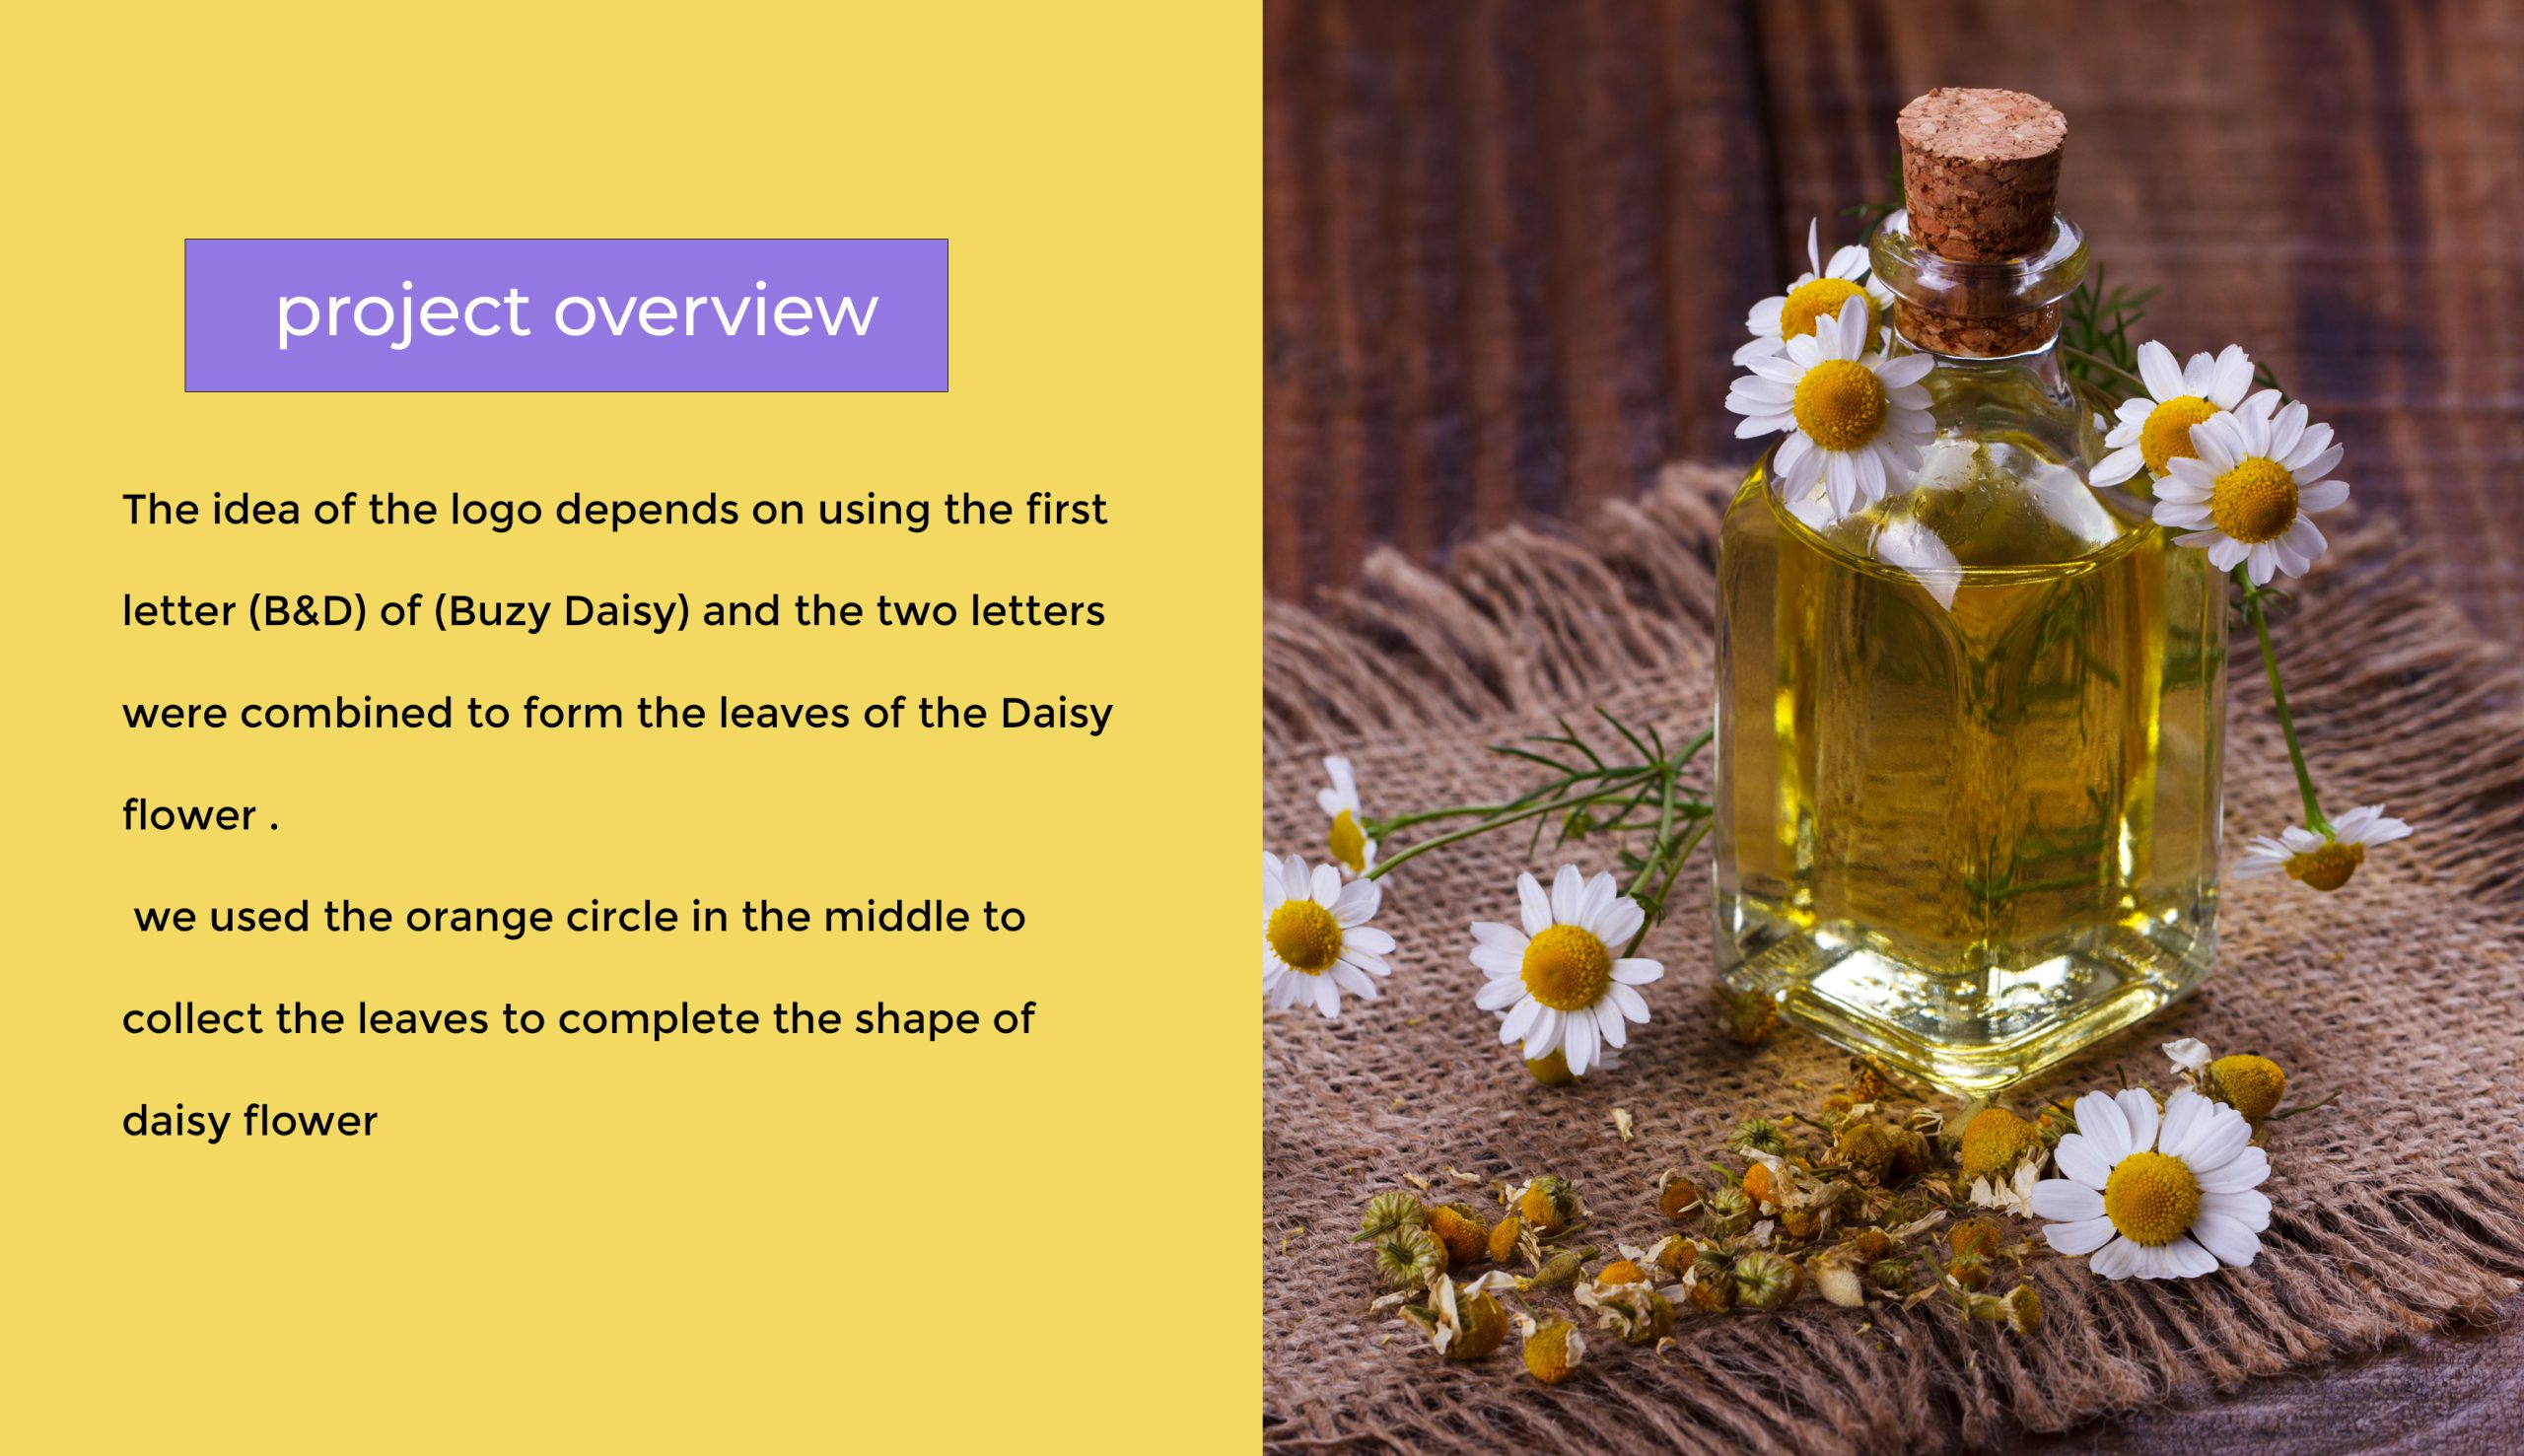 project overview
The idea of the logo depends on using the first
letter (B&D) of (Buzy Daisy) and the two letters
were combined to form the leaves of the Daisy
flower .
we used the orange circle in the middle to
collect the leaves to complete the shape of
daisy flower